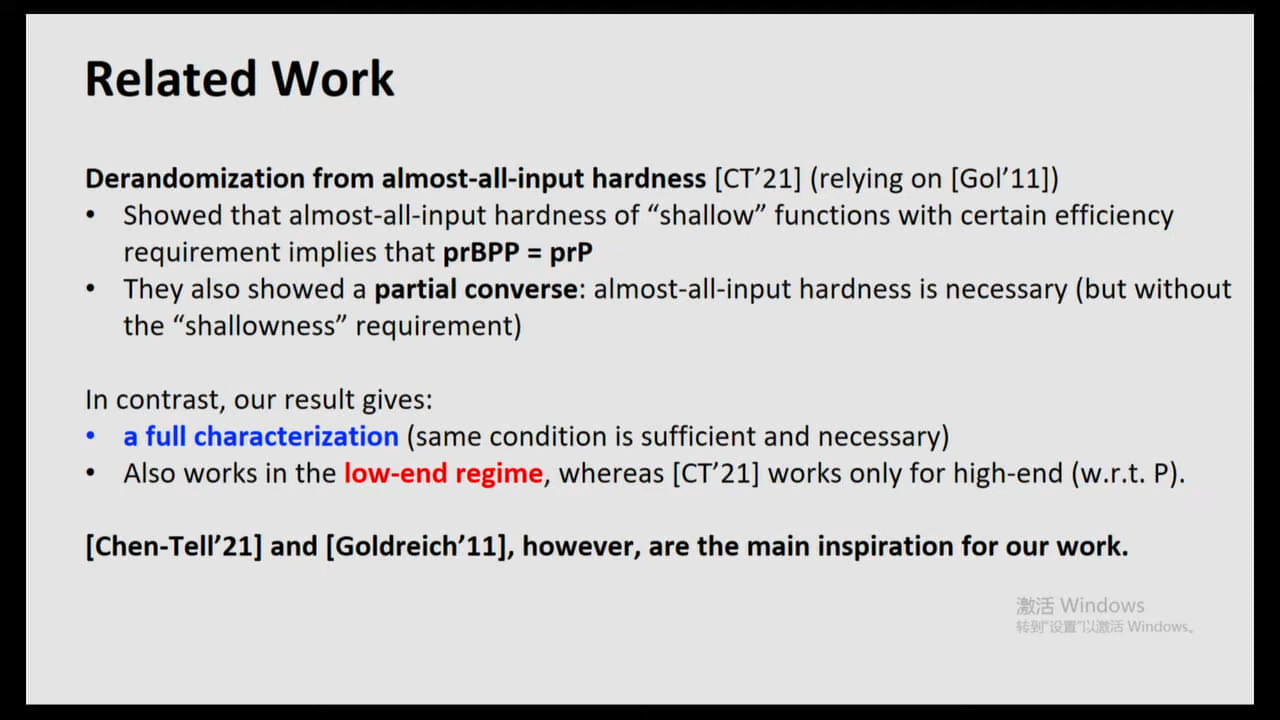 Related Work
Derandomization from almost-all-input hardness [CT’21] (relying on [Gol’11])
• Showed that almost-all-input hardness of “shallow” functions with certain efficiency
requirement implies that prBPP = prP
• They also showed a partial converse: almost-all-input hardness is necessary (but without
the “shallowness” requirement)
In contrast, our result gives:
• a full characterization (same condition is sufficient and necessary)
• Also works in the low-end regime, whereas [CT’21] works only for high-end (w.r.t. P).
[Chen-Tell’21] and [Goldreich’11], however, are the main inspiration for our work.
激活 Windows
转到“设置”以激活 Windows。